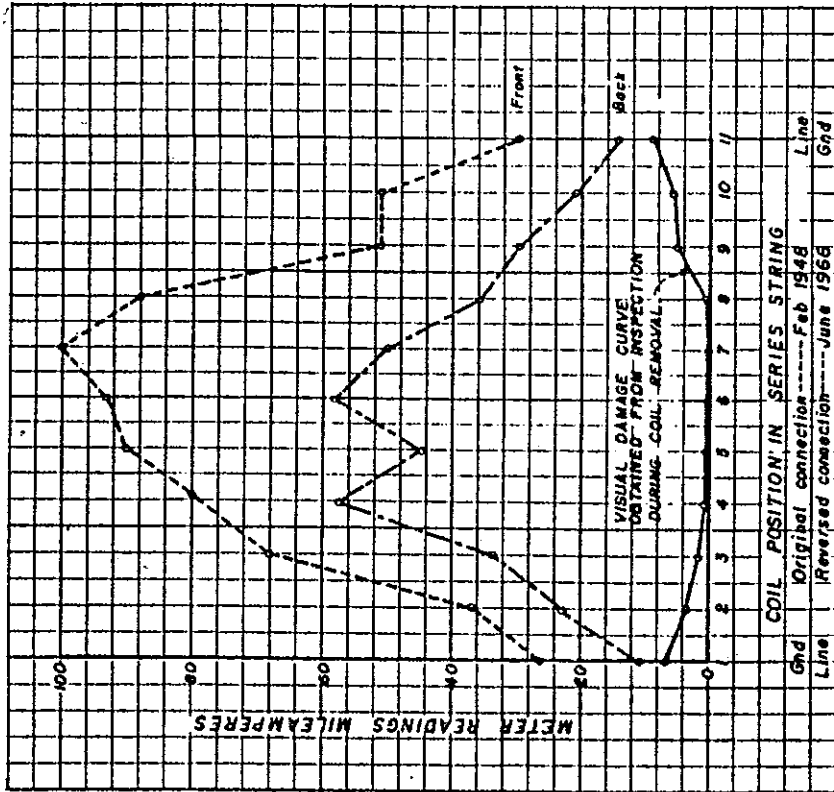 METER READINGS MILEAMPERES
100
80
60
40
20
0
Front
Back
VISUAL DAMAGE CURVE
OBTAINED FROM INSPECTION
DURING COIL REMOVAL
1 2 3 4 5 6 7 8 9 10 11
COIL POSITION IN SERIES STRING
Gnd Original connection-----Feb 1948 Line
Line Reversed connection----June 1966 Gnd